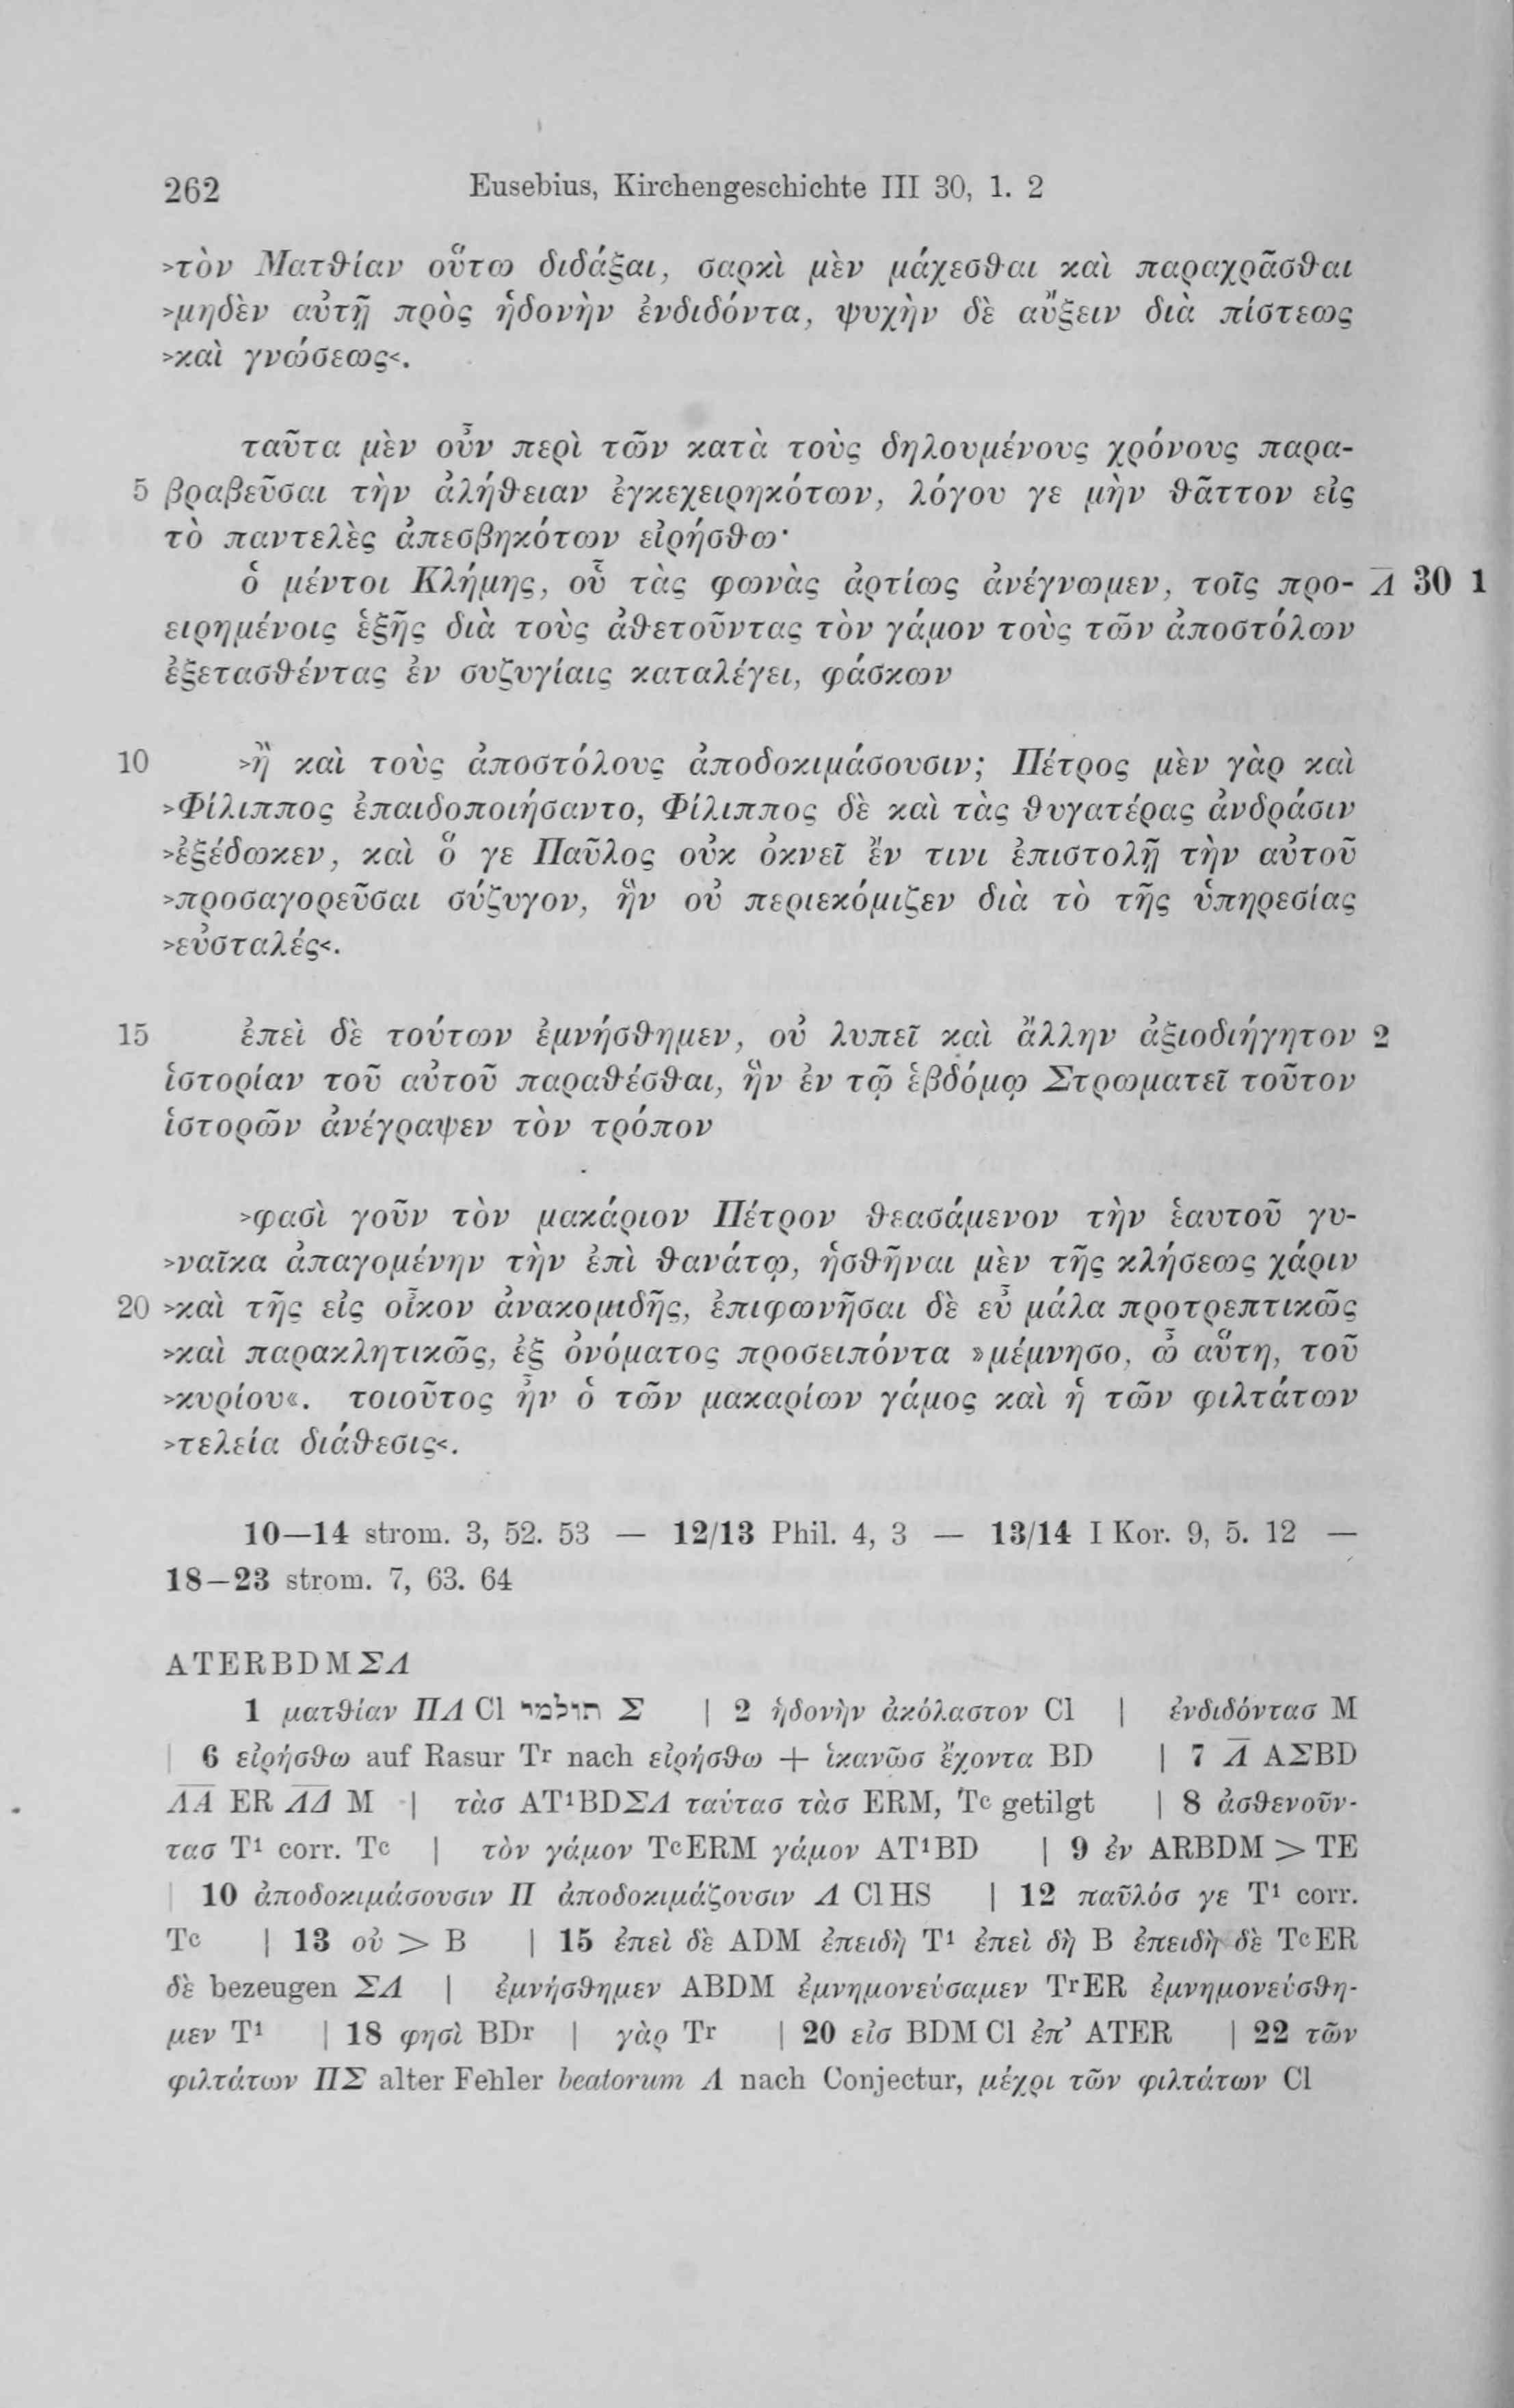 262 Eusebius, Kirchengeschichte III 30, 1. 2
>τὸν Ματθίαν οὕτω διδάξαι, σαρκὶ μὲν μάχεσθαι καὶ παραχρᾶσθαι
>μηδὲν αὐτῇ πρὸς ἡδονὴν ἐνδιδόντα, ψυχὴν δὲ αὔξειν διὰ πίστεως
>καὶ γνώσεως<.
ταῦτα μὲν οὖν περὶ τῶν κατὰ τοὺς δηλουμένους χρόνους παρα-
5 βραβεῦσαι τὴν ἀλήθειαν ἐγκεχειρηκότων, λόγου γε μὴν θᾶττον εἰς
τὸ παντελὲς ἀπεσβηκότων εἰρήσθω·
ὁ μέντοι Κλήμης, οὗ τὰς φωνὰς ἀρτίως ἀνέγνωμεν, τοῖς προ- Λ̅ 30 1
ειρημένοις ἑξῆς διὰ τοὺς ἀθετοῦντας τὸν γάμον τοὺς τῶν ἀποστόλων
ἐξετασθέντας ἐν συζυγίαις καταλέγει, φάσκων
10 >ἢ καὶ τοὺς ἀποστόλους ἀποδοκιμάσουσιν; Πέτρος μὲν γὰρ καὶ
>Φίλιππος ἐπαιδοποιήσαντο, Φίλιππος δὲ καὶ τὰς θυγατέρας ἀνδράσιν
>ἐξέδωκεν, καὶ ὅ γε Παῦλος οὐκ ὀκνεῖ ἔν τινι ἐπιστολῇ τὴν αὐτοῦ
>προσαγορεῦσαι σύζυγον, ἣν οὐ περιεκόμιζεν διὰ τὸ τῆς ὑπηρεσίας
>εὐσταλές<.
15 ἐπεὶ δὲ τούτων ἐμνήσθημεν, οὐ λυπεῖ καὶ ἄλλην ἀξιοδιήγητον 2
ἱστορίαν τοῦ αὐτοῦ παραθέσθαι, ἣν ἐν τῷ ἑβδόμῳ Στρωματεῖ τοῦτον
ἱστορῶν ἀνέγραψεν τὸν τρόπον
>φασὶ γοῦν τὸν μακάριον Πέτρον θεασάμενον τὴν ἑαυτοῦ γυ-
>ναῖκα ἀπαγομένην τὴν ἐπὶ θανάτῳ, ἡσθῆναι μὲν τῆς κλήσεως χάριν
20 >καὶ τῆς εἰς οἶκον ἀνακομιδῆς, ἐπιφωνῆσαι δὲ εὖ μάλα προτρεπτικῶς
>καὶ παρακλητικῶς, ἐξ ὀνόματος προσειπόντα »μέμνησο, ὦ αὕτη, τοῦ
>κυρίου«. τοιοῦτος ἦν ὁ τῶν μακαρίων γάμος καὶ ἡ τῶν φιλτάτων
>τελεία διάθεσις<.
10—14 strom. 3, 52. 53 — 12/13 Phil. 4, 3 — 13/14 I Kor. 9, 5. 12 —
18—23 strom. 7, 63. 64
ATERBDMΣΛ
1 ματθίαν ΠΛ Cl תולמי Σ | 2 ἡδονὴν ἀκόλαστον Cl | ἐνδιδόντασ M
| 6 εἰρήσθω auf Rasur Tr nach εἰρήσθω + ἱκανῶσ ἔχοντα BD | 7 Λ̅ AΣBD
Λ̅Α̅ ER Λ̅Δ̅ M | τὰσ AT¹BDΣΛ ταύτασ τὰσ ERM, Tc getilgt | 8 ἀσθενοῦν-
τασ T¹ corr. Tc | τὸν γάμον TcERM γάμον AT¹BD | 9 ἐν ARBDM > TE
| 10 ἀποδοκιμάσουσιν Π ἀποδοκιμάζουσιν Λ ClHS | 12 παῦλόσ γε T¹ corr.
Tc | 13 οὐ > B | 15 ἐπεὶ δὲ ADM ἐπειδὴ T¹ ἐπεὶ δὴ B ἐπειδὴ δὲ TcER
δὲ bezeugen ΣΛ | ἐμνήσθημεν ABDM ἐμνημονεύσαμεν TrER ἐμνημονεύσθη-
μεν T¹ | 18 φησὶ BDr | γὰρ Tr | 20 εἰσ BDM Cl ἐπ’ ATER | 22 τῶν
φιλτάτων ΠΣ alter Fehler beatorum Λ nach Conjectur, μέχρι τῶν φιλτάτων Cl